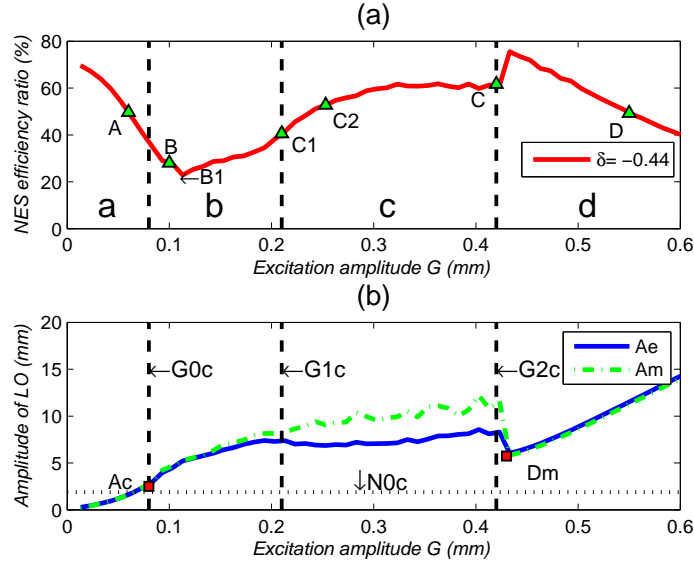 (a)
NES efficiency ratio (%)
80
60
40
20
0
A
B
←B1
C1
C2
C
D
δ= −0.44
a
b
c
d
0
0.1
0.2
0.3
0.4
0.5
0.6
Excitation amplitude G (mm)
(b)
Amplitude of LO (mm)
20
15
10
5
0
←G0c
←G1c
←G2c
Ae
Am
Ac
↓N0c
Dm
0
0.1
0.2
0.3
0.4
0.5
0.6
Excitation amplitude G (mm)